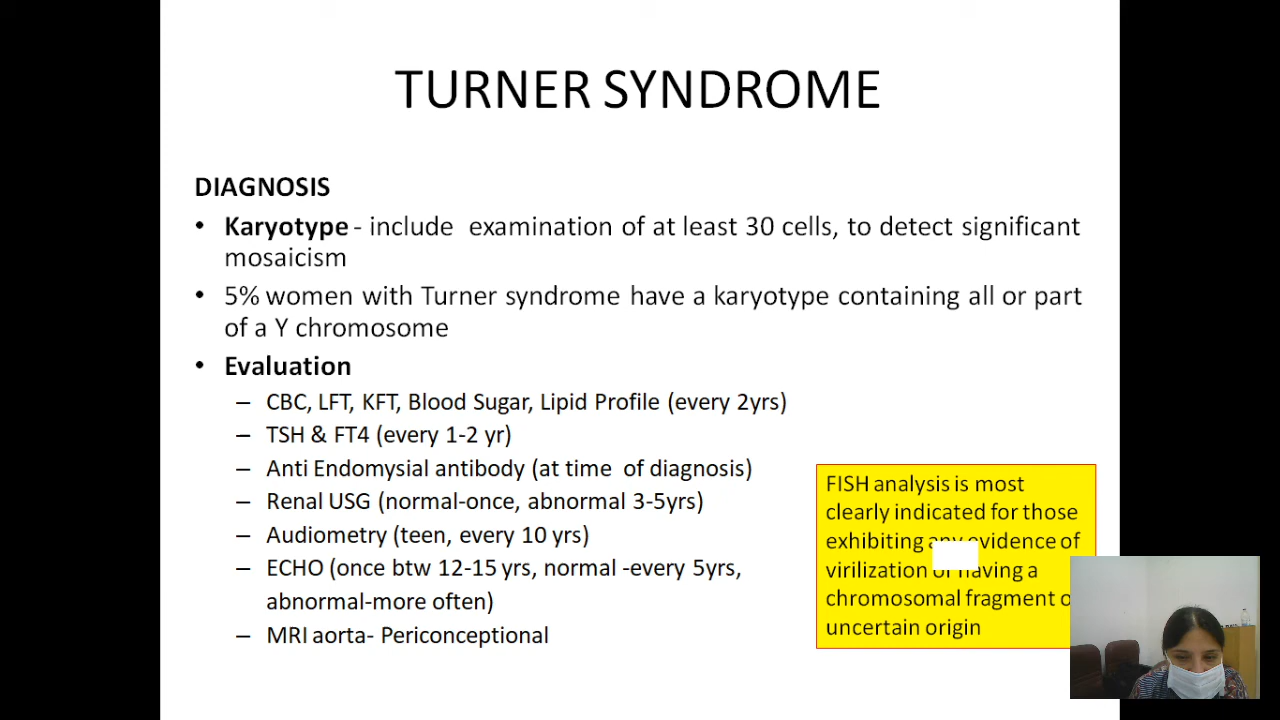 TURNER SYNDROME
DIAGNOSIS
• Karyotype - include examination of at least 30 cells, to detect significant
mosaicism
• 5% women with Turner syndrome have a karyotype containing all or part
of a Y chromosome
• Evaluation
– CBC, LFT, KFT, Blood Sugar, Lipid Profile (every 2yrs)
– TSH & FT4 (every 1-2 yr)
– Anti Endomysial antibody (at time of diagnosis)
– Renal USG (normal-once, abnormal 3-5yrs)
– Audiometry (teen, every 10 yrs)
– ECHO (once btw 12-15 yrs, normal -every 5yrs,
abnormal-more often)
– MRI aorta- Periconceptional
FISH analysis is most
clearly indicated for those
exhibiting any evidence of
virilization or having a
chromosomal fragment
uncertain origin